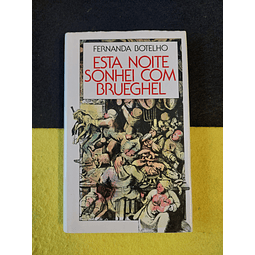 FERNANDA BOTELHO
ESTA NOITE
SONHEI COM
BRUEGHEL